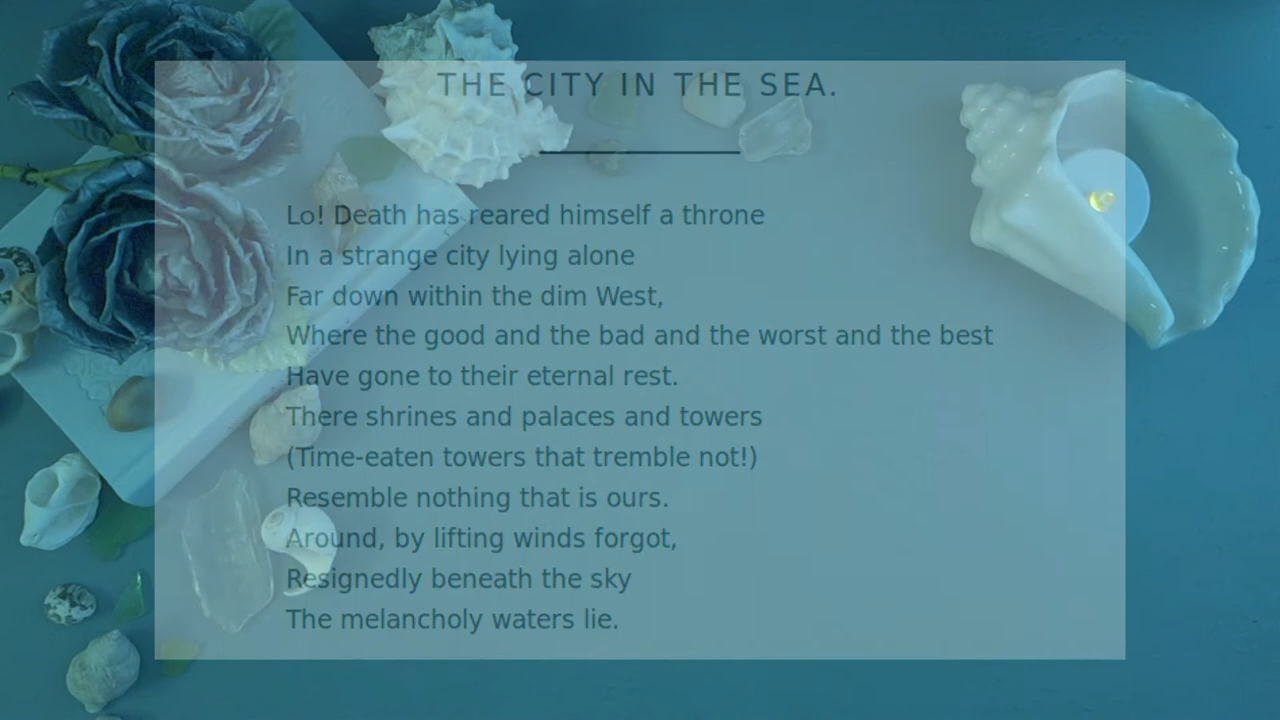 THE CITY IN THE SEA.
Lo! Death has reared himself a throne
In a strange city lying alone
Far down within the dim West,
Where the good and the bad and the worst and the best
Have gone to their eternal rest.
There shrines and palaces and towers
(Time-eaten towers that tremble not!)
Resemble nothing that is ours.
Around, by lifting winds forgot,
Resignedly beneath the sky
The melancholy waters lie.